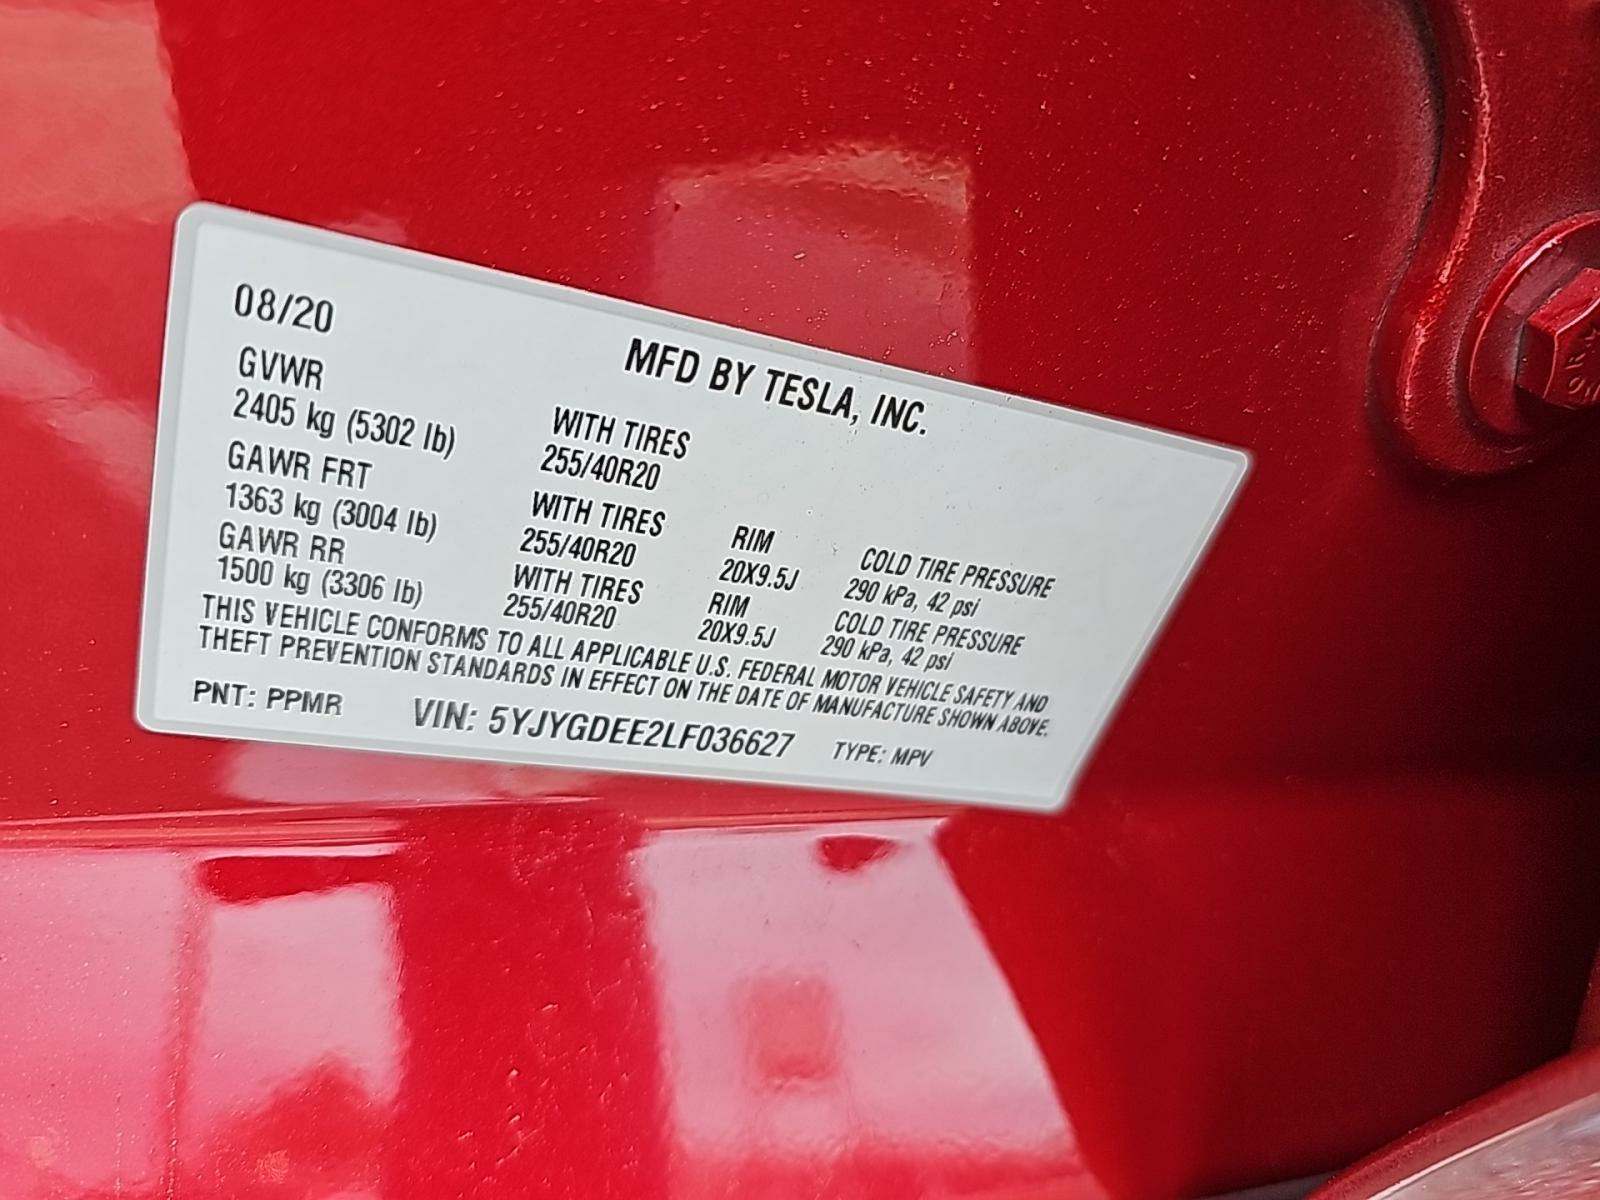 08/20
MFD BY TESLA, INC.
GVWR
2405 kg (5302 lb)
WITH TIRES
255/40R20
GAWR FRT
1363 kg (3004 lb)
WITH TIRES
255/40R20
RIM
20X9.5J
COLD TIRE PRESSURE
290 kPa, 42 psi
GAWR RR
1500 kg (3306 lb)
WITH TIRES
255/40R20
RIM
20X9.5J
COLD TIRE PRESSURE
290 kPa, 42 psi
THIS VEHICLE CONFORMS TO ALL APPLICABLE U.S. FEDERAL MOTOR VEHICLE SAFETY AND
THEFT PREVENTION STANDARDS IN EFFECT ON THE DATE OF MANUFACTURE SHOWN ABOVE.
PNT: PPMR VIN: 5YJYGDEE2LF036627 TYPE: MPV